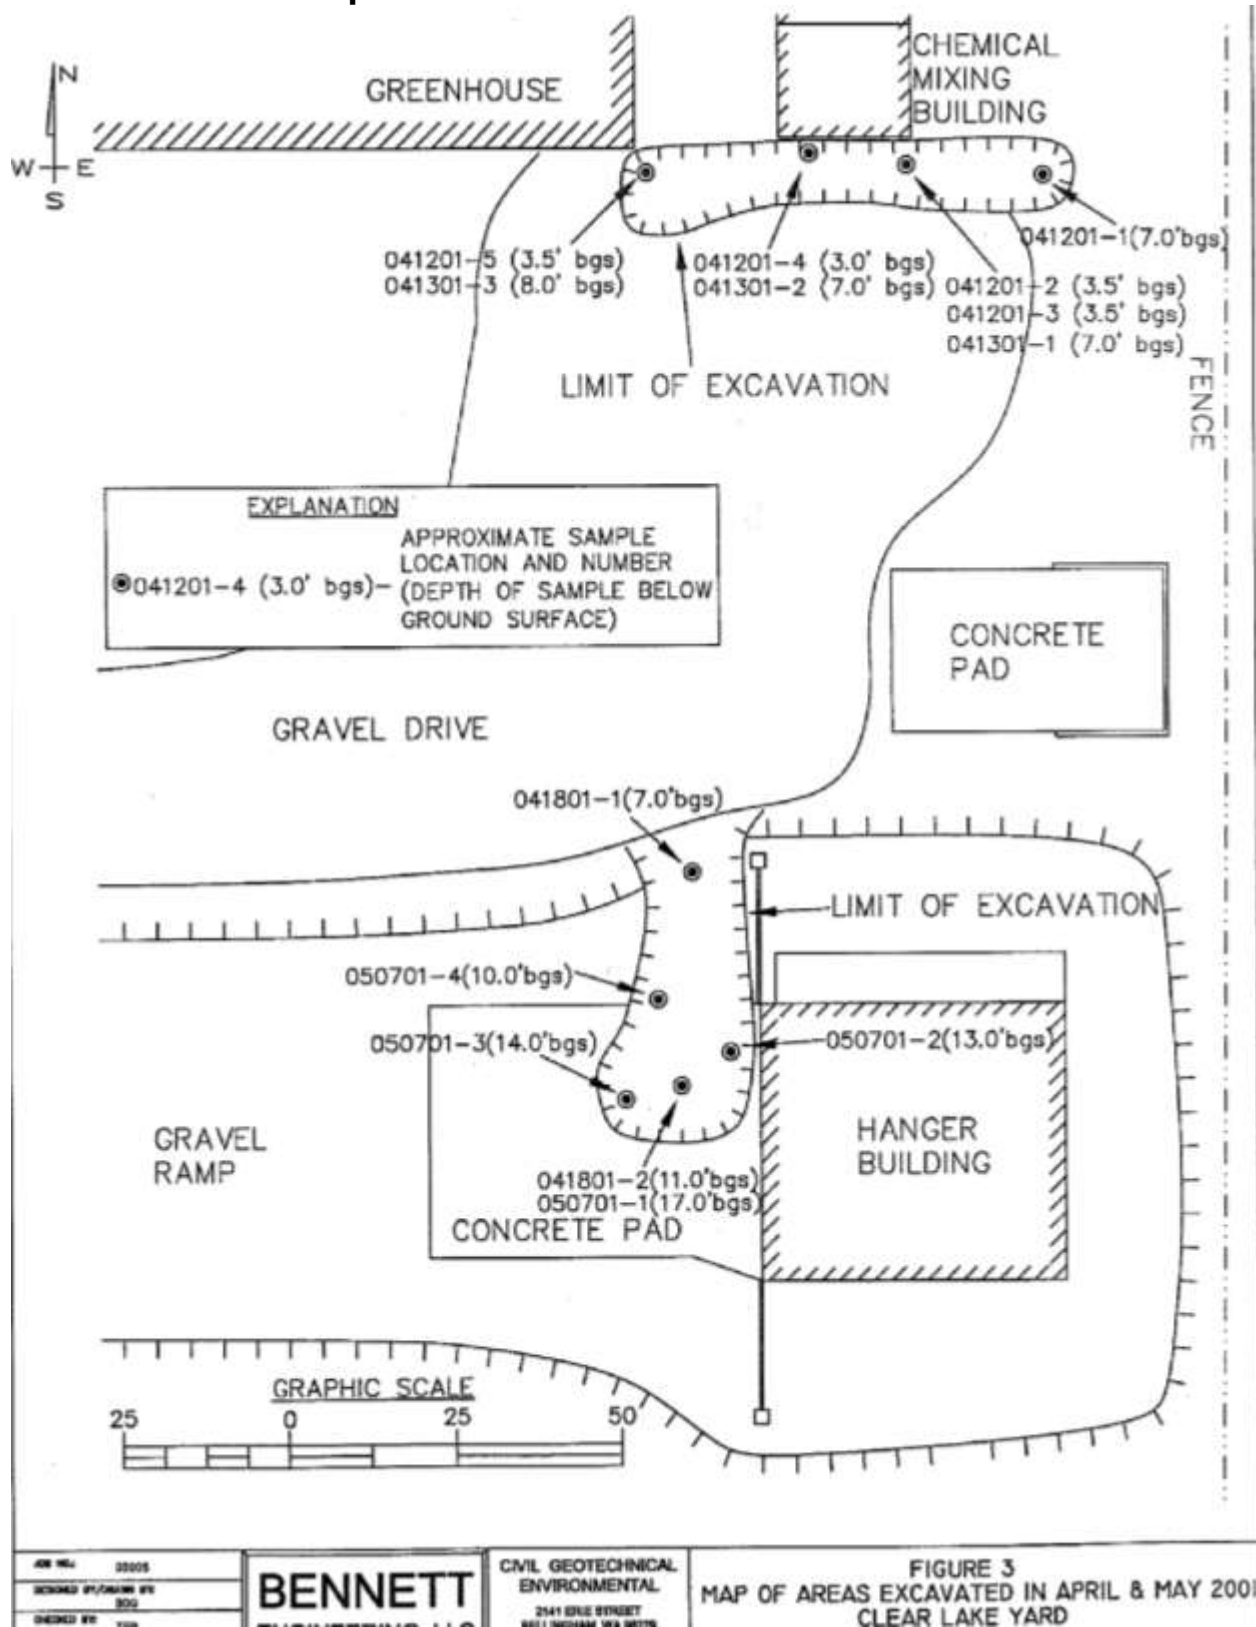 GREENHOUSE
CHEMICAL
MIXING
BUILDING
N
W E
S
041201-5 (3.5' bgs)
041301-3 (8.0' bgs)
041201-4 (3.0' bgs)
041301-2 (7.0' bgs)
041201-1(7.0'bgs)
041201-2 (3.5' bgs)
041201-3 (3.5' bgs)
041301-1 (7.0' bgs)
LIMIT OF EXCAVATION
FENCE
EXPLANATION
041201-4 (3.0' bgs)-
APPROXIMATE SAMPLE
LOCATION AND NUMBER
(DEPTH OF SAMPLE BELOW
GROUND SURFACE)
CONCRETE
PAD
GRAVEL DRIVE
041801-1(7.0'bgs)
LIMIT OF EXCAVATION
050701-4(10.0'bgs)
050701-3(14.0'bgs)
050701-2(13.0'bgs)
GRAVEL
RAMP
HANGER
BUILDING
041801-2(11.0'bgs)
050701-1(17.0'bgs)
CONCRETE PAD
GRAPHIC SCALE
25 0 25 50
BENNETT
CIVIL GEOTECHNICAL
ENVIRONMENTAL
2141 ERIE STREET
FIGURE 3
MAP OF AREAS EXCAVATED IN APRIL & MAY 2001
CLEAR LAKE YARD